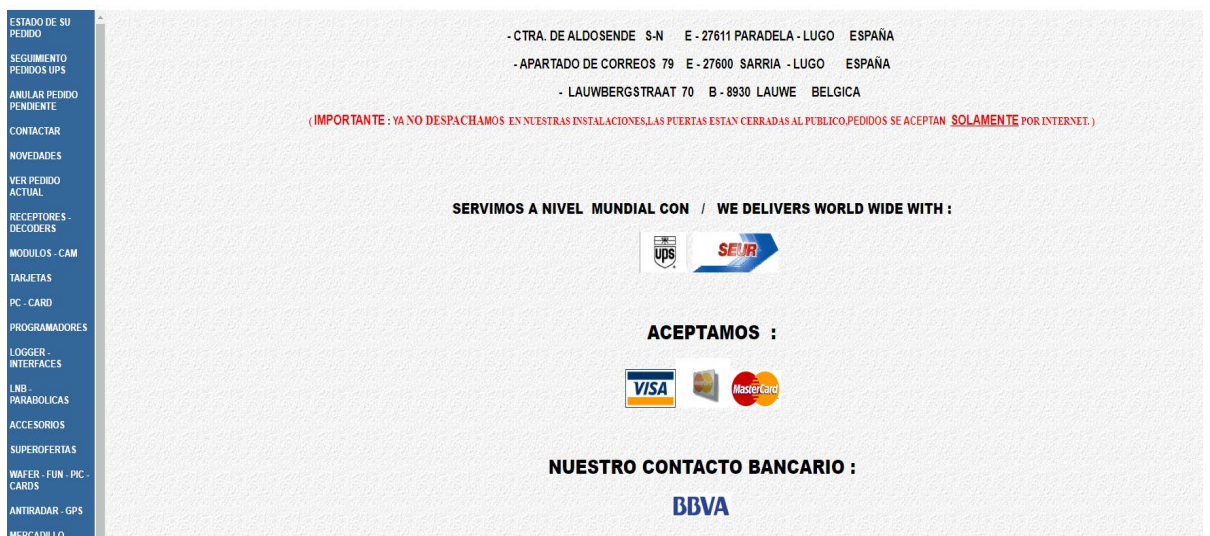 ESTADO DE SU
PEDIDO
SEGUIMIENTO
PEDIDOS UPS
ANULAR PEDIDO
PENDIENTE
CONTACTAR
NOVEDADES
VER PEDIDO
ACTUAL
RECEPTORES -
DECODERS
MODULOS - CAM
TARJETAS
PC - CARD
PROGRAMADORES
LOGGER -
INTERFACES
LNB -
PARABOLICAS
ACCESORIOS
SUPEROFERTAS
WAFER - FUN - PIC -
CARDS
ANTIRADAR - GPS
MERCADILLO
- CTRA. DE ALDOSENDE S-N E - 27611 PARADELA - LUGO ESPAÑA
- APARTADO DE CORREOS 79 E - 27600 SARRIA - LUGO ESPAÑA
- LAUWBERGSTRAAT 70 B - 8930 LAUWE BELGICA
( IMPORTANTE : YA NO DESPACHAMOS EN NUESTRAS INSTALACIONES,LAS PUERTAS ESTAN CERRADAS AL PUBLICO,PEDIDOS SE ACEPTAN SOLAMENTE POR INTERNET. )
SERVIMOS A NIVEL MUNDIAL CON / WE DELIVERS WORLD WIDE WITH :
ups SEUR
ACEPTAMOS :
VISA MasterCard
NUESTRO CONTACTO BANCARIO :
BBVA